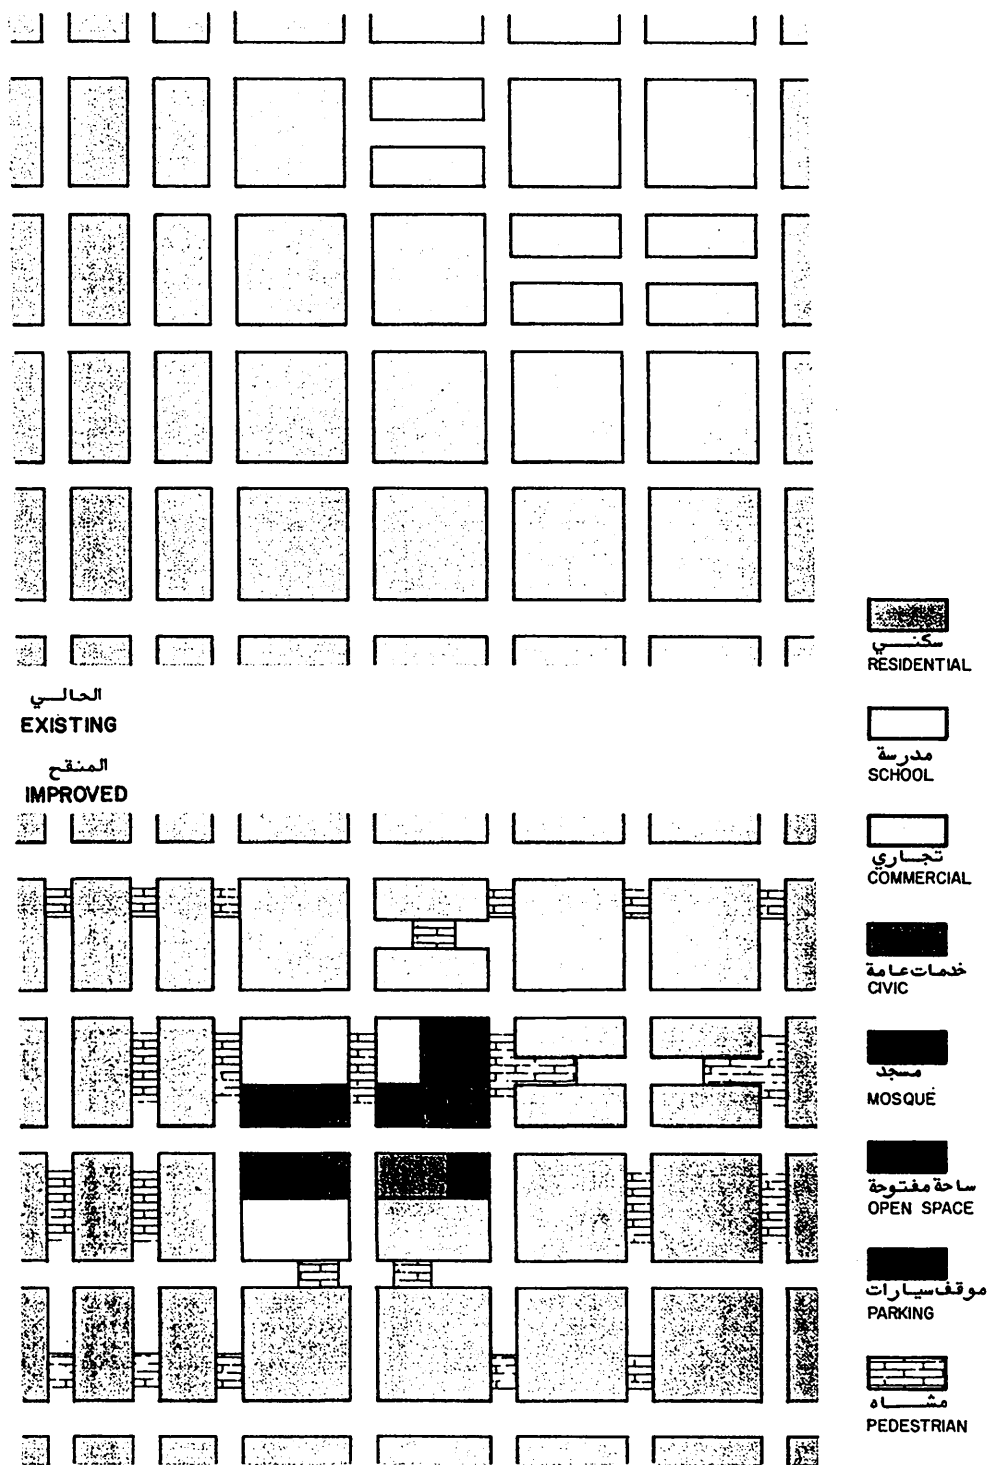 الحالي
EXISTING
المنقح
IMPROVED
سكني
RESIDENTIAL
مدرسة
SCHOOL
تجاري
COMMERCIAL
خدمات عامة
CIVIC
مسجد
MOSQUE
ساحة مفتوحة
OPEN SPACE
موقف سيارات
PARKING
مشاه
PEDESTRIAN